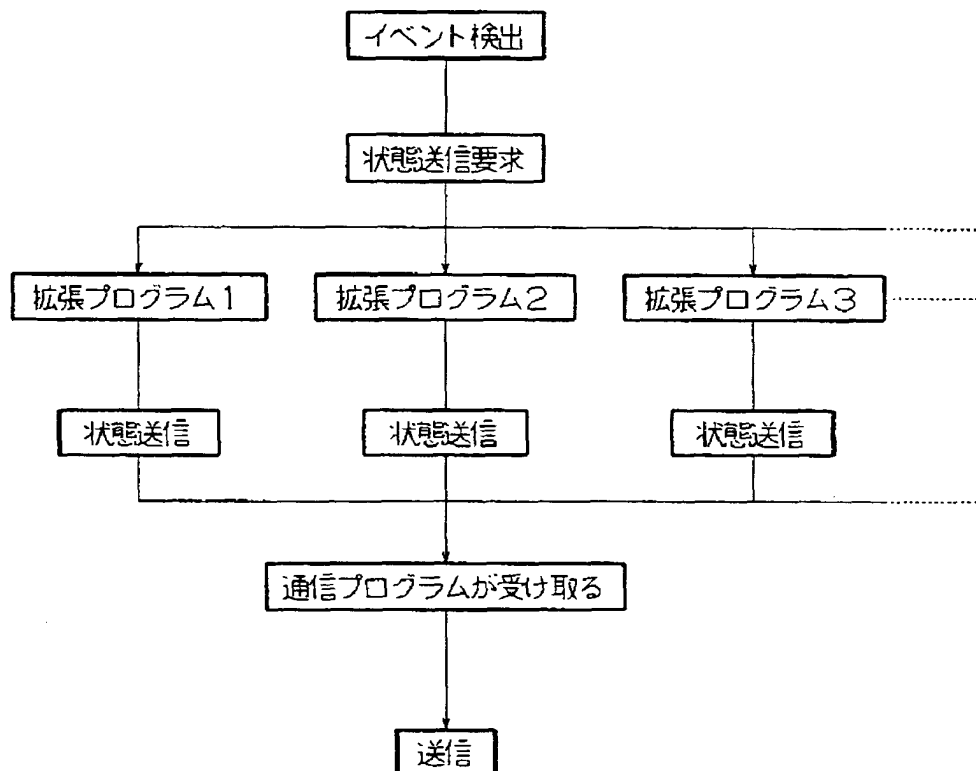 イベント検出
状態送信要求
拡張プログラム1
拡張プログラム2
拡張プログラム3
状態送信
状態送信
状態送信
通信プログラムが受け取る
送信